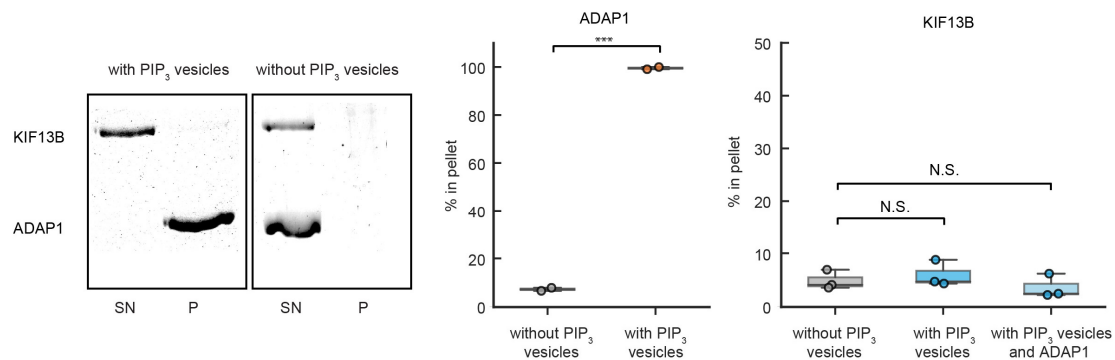 with PIP3 vesicles
without PIP3 vesicles
KIF13B
ADAP1
SN
P
SN
P
ADAP1
***
% in pellet
100
80
60
40
20
0
without PIP3
vesicles
with PIP3
vesicles
KIF13B
% in pellet
50
40
30
20
10
0
N.S.
N.S.
without PIP3
vesicles
with PIP3
vesicles
with PIP3 vesicles
and ADAP1